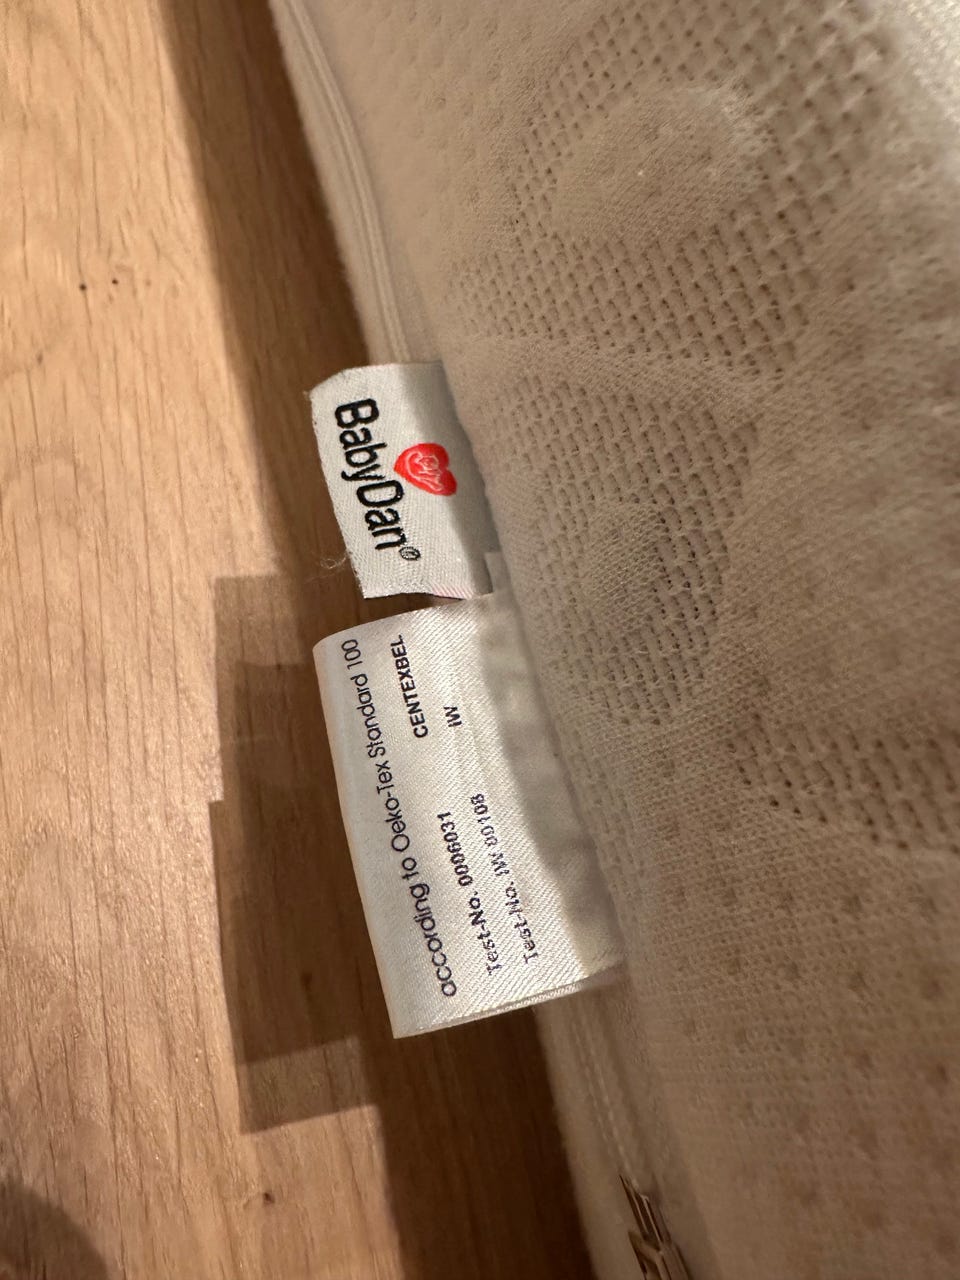 BabyDan®
according to Oeko-Tex Standard 100
CENTEXBEL
Test-No. 0006031 IW
Test-No. IW 00108